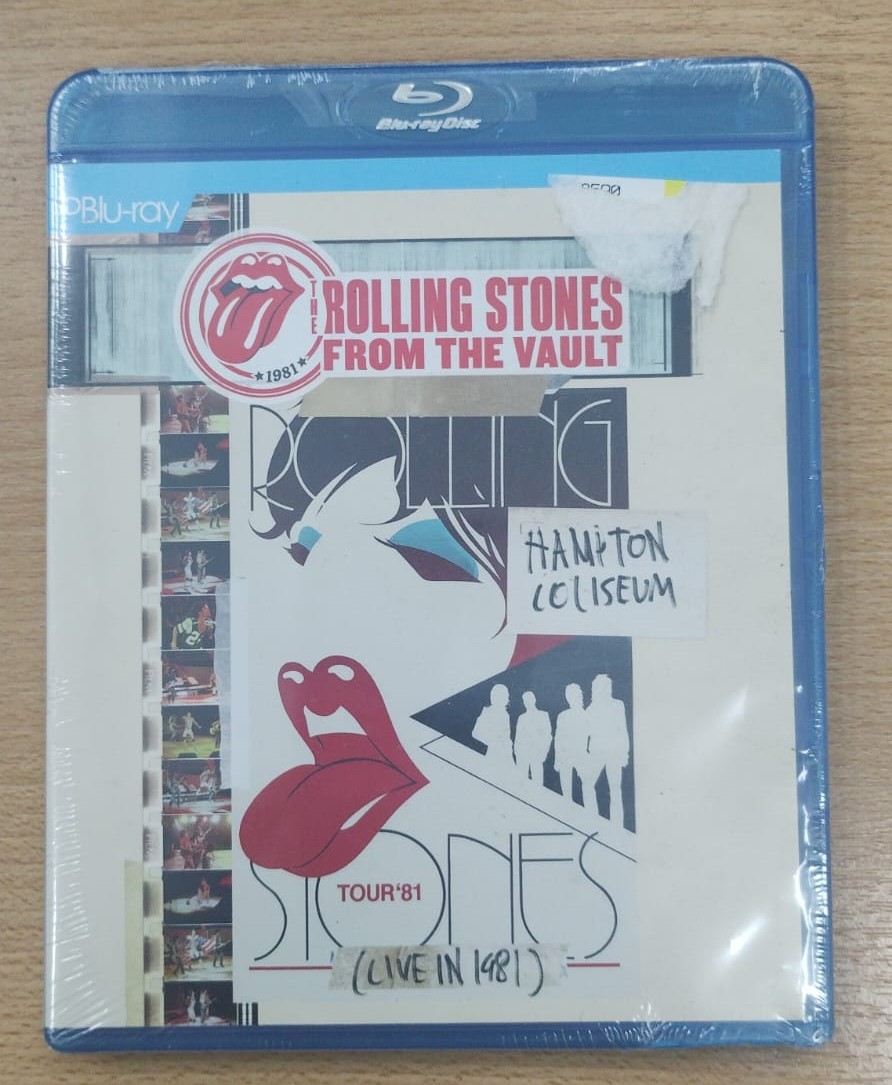 Blu-ray Disc
Blu-ray
THE ROLLING STONES
FROM THE VAULT
★1981★
ROLLING
HAMPTON
COLISEUM
STONES
TOUR '81
(LIVE IN 1981)